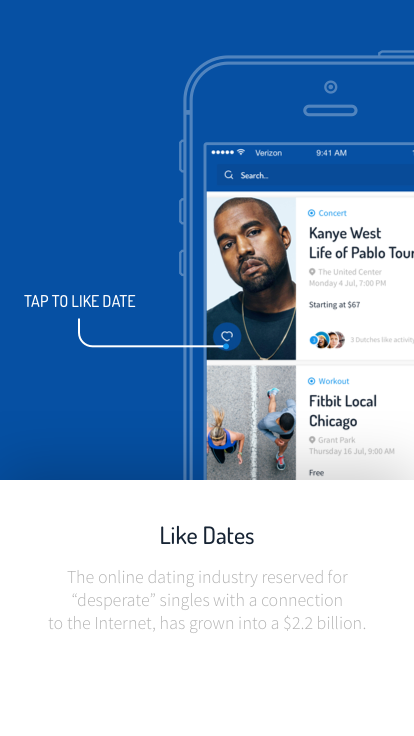 Verizon
9:41 AM
Search...
Concert
Kanye West
Life of Pablo Tour
The United Center
Monday 4 Jul, 7:00 PM
Starting at $67
TAP TO LIKE DATE
3 Dutches like activity
Workout
Fitbit Local
Chicago
Grant Park
Thursday 16 Jul, 9:00 AM
Free
Like Dates
The online dating industry reserved for
“desperate” singles with a connection
to the Internet, has grown into a $2.2 billion.